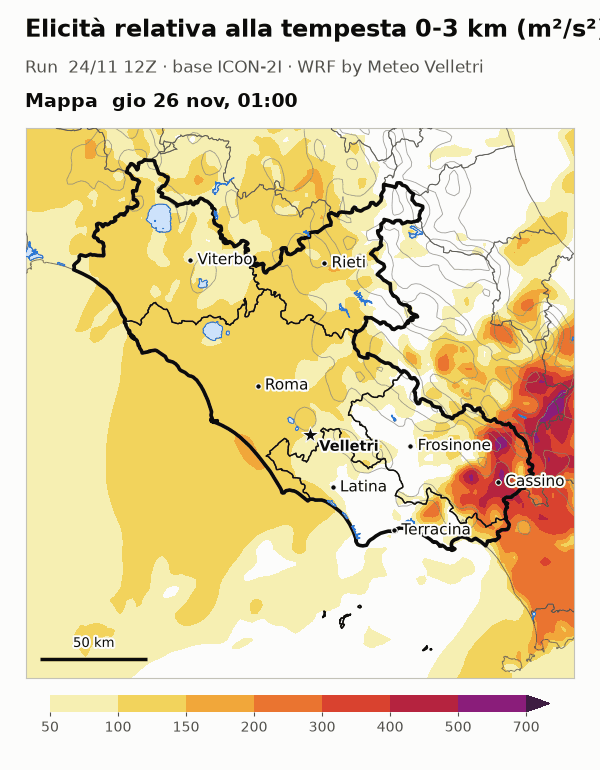 Elicità relativa alla tempesta 0-3 km (m²/s²)
Run 24/11 12Z · base ICON-2I · WRF by Meteo Velletri
Mappa gio 26 nov, 01:00
Viterbo
Rieti
Roma
Velletri
Frosinone
Latina
Cassino
Terracina
50 km
50 100 150 200 300 400 500 700